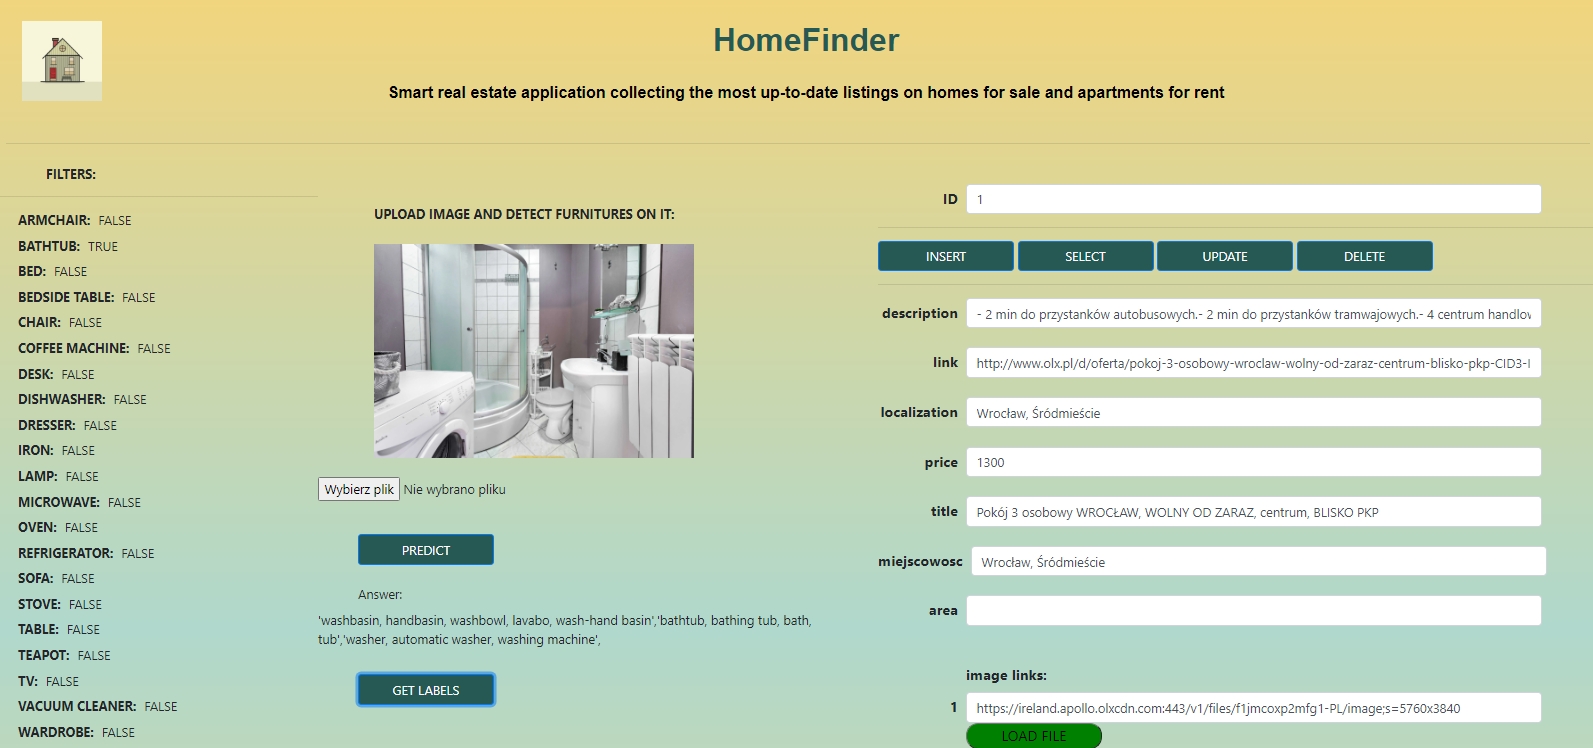 HomeFinder
Smart real estate application collecting the most up-to-date listings on homes for sale and apartments for rent
FILTERS:
ARMCHAIR: FALSE
BATHTUB: TRUE
BED: FALSE
BEDSIDE TABLE: FALSE
CHAIR: FALSE
COFFEE MACHINE: FALSE
DESK: FALSE
DISHWASHER: FALSE
DRESSER: FALSE
IRON: FALSE
LAMP: FALSE
MICROWAVE: FALSE
OVEN: FALSE
REFRIGERATOR: FALSE
SOFA: FALSE
STOVE: FALSE
TABLE: FALSE
TEAPOT: FALSE
TV: FALSE
VACUUM CLEANER: FALSE
WARDROBE: FALSE
UPLOAD IMAGE AND DETECT FURNITURES ON IT:
Wybierz plik Nie wybrano pliku
PREDICT
Answer:
'washbasin, handbasin, washbowl, lavabo, wash-hand basin','bathtub, bathing tub, bath,
tub','washer, automatic washer, washing machine',
GET LABELS
ID 1
INSERT SELECT UPDATE DELETE
description - 2 min do przystanków autobusowych.- 2 min do przystanków tramwajowych.- 4 centrum handlow
link http://www.olx.pl/d/oferta/pokoj-3-osobowy-wroclaw-wolny-od-zaraz-centrum-blisko-pkp-CID3-I
localization Wrocław, Śródmieście
price 1300
title Pokój 3 osobowy WROCŁAW, WOLNY OD ZARAZ, centrum, BLISKO PKP
miejscowosc Wrocław, Śródmieście
area
image links:
1 https://ireland.apollo.olxcdn.com:443/v1/files/f1jmcoxp2mfg1-PL/image;s=5760x3840
LOAD FILE